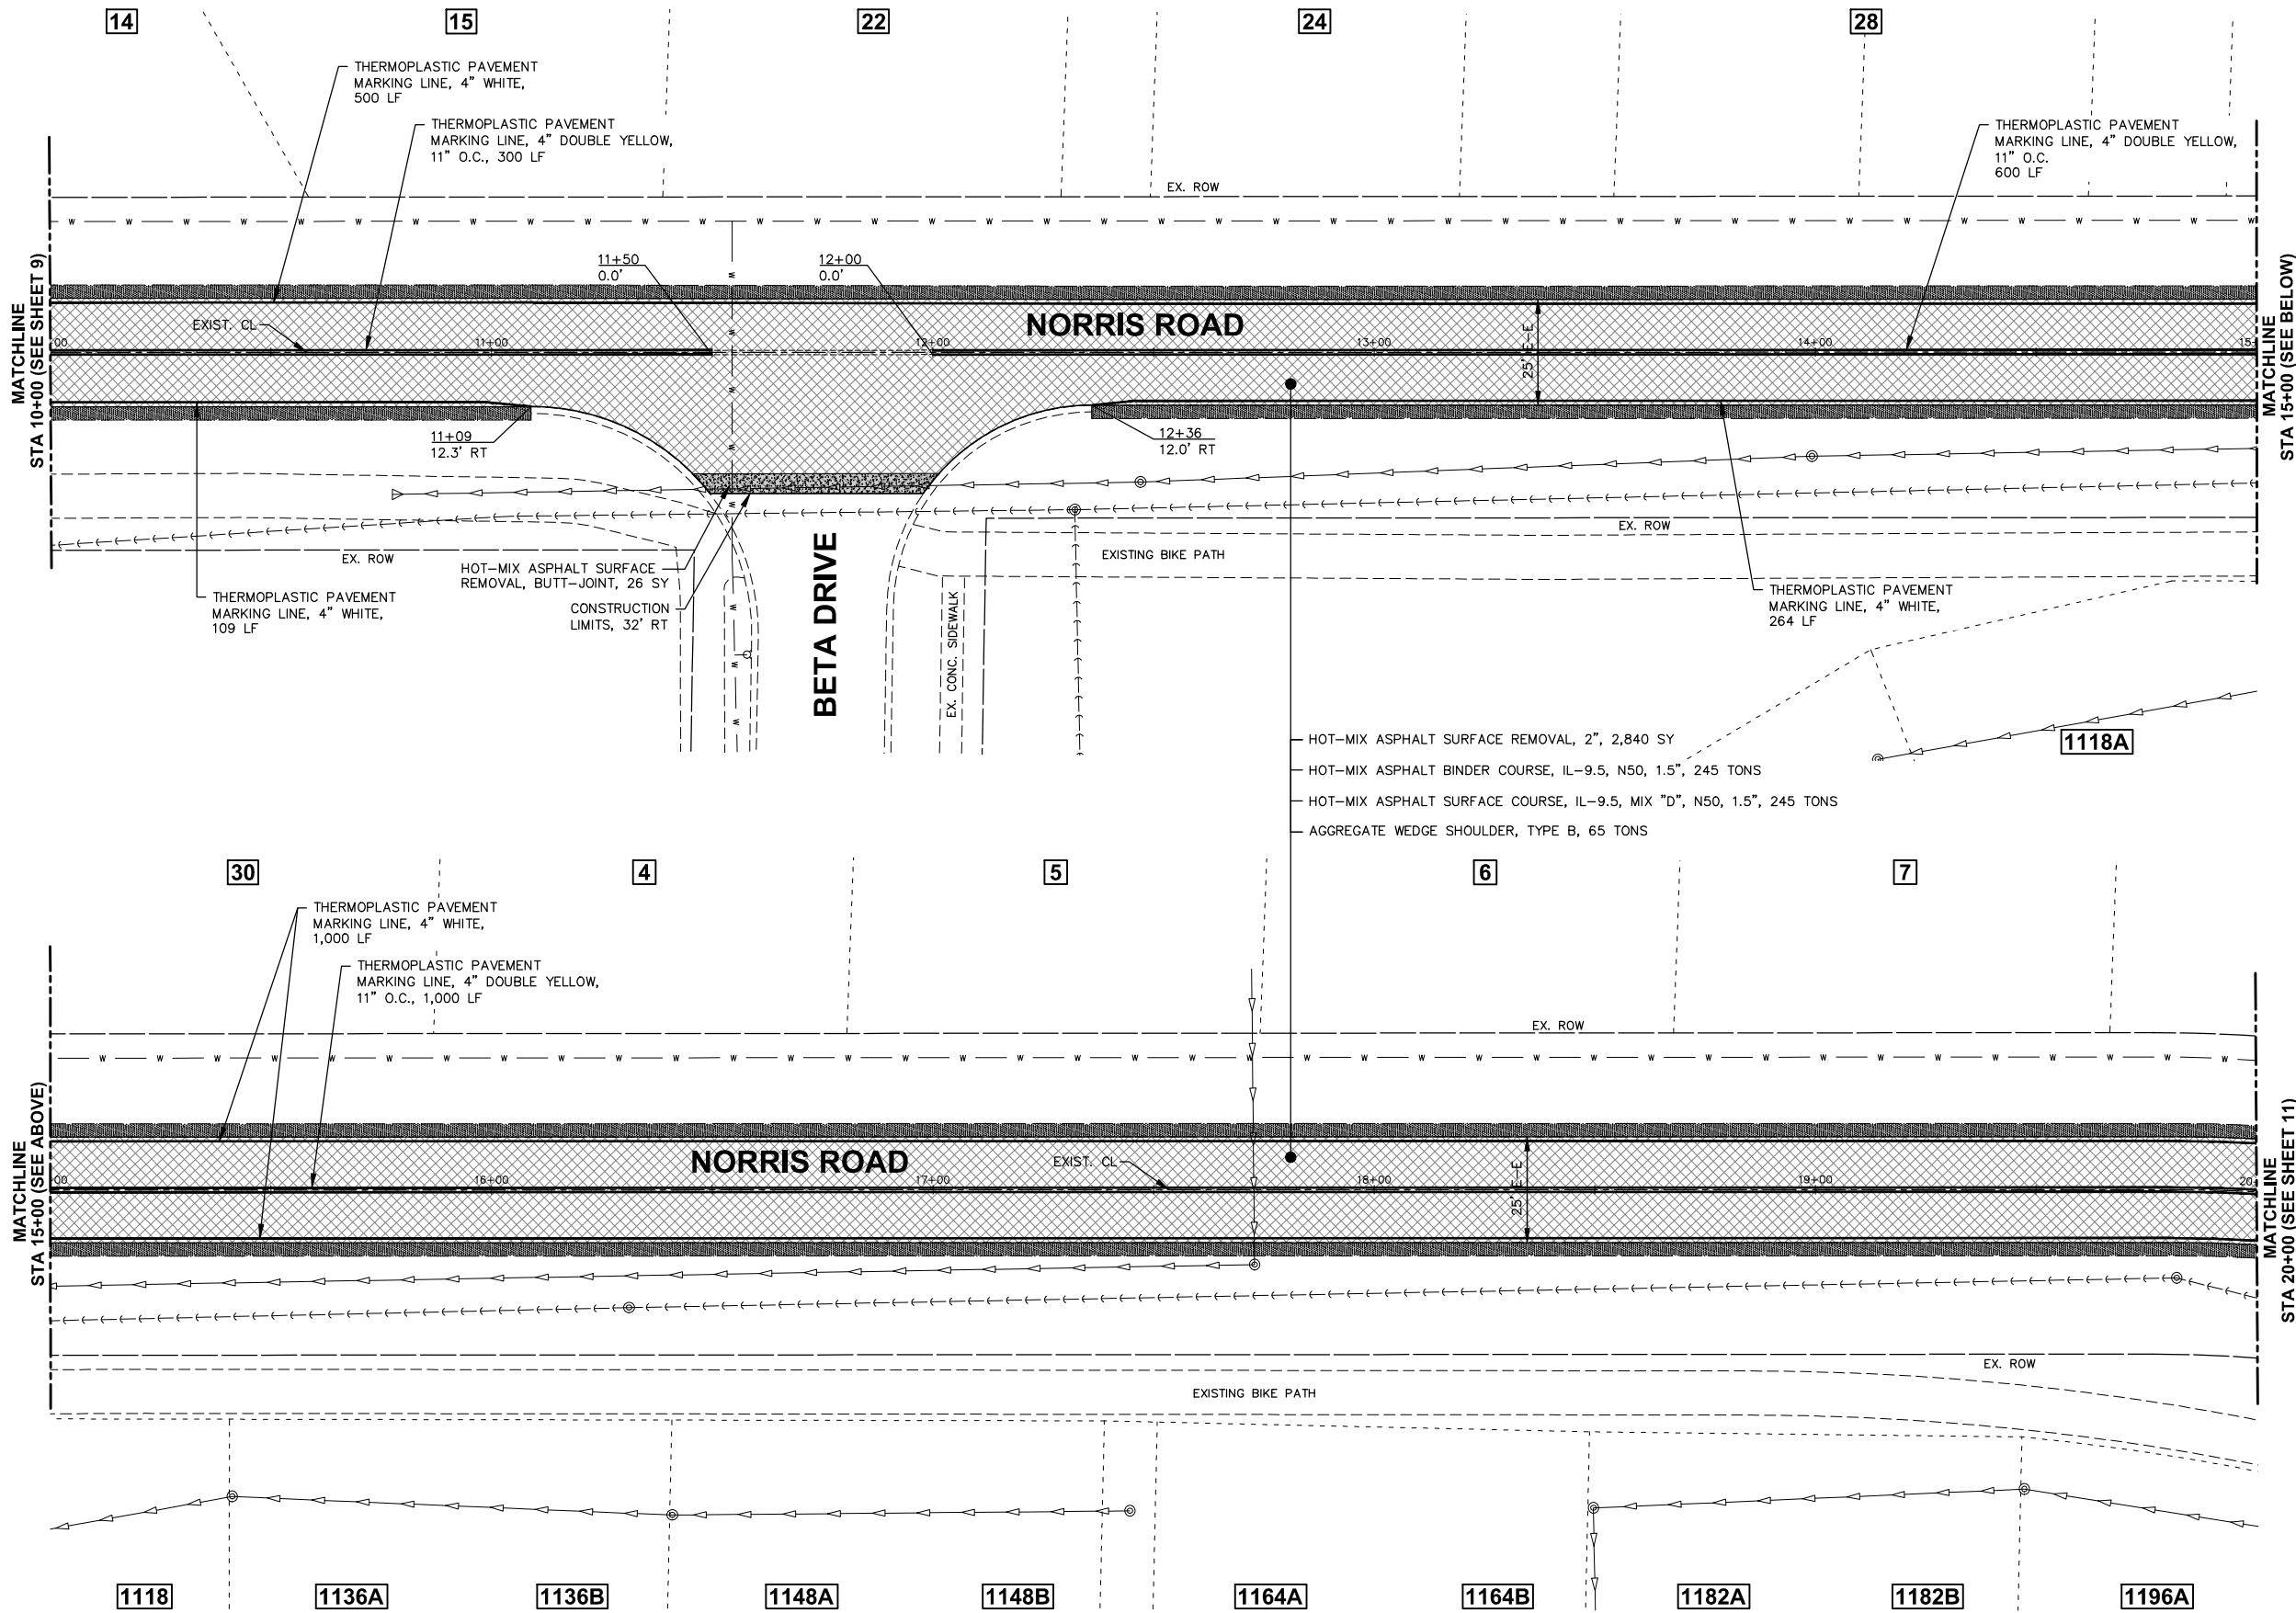 14
15
22
24
28
THERMOPLASTIC PAVEMENT
MARKING LINE, 4" WHITE,
500 LF
THERMOPLASTIC PAVEMENT
MARKING LINE, 4" DOUBLE YELLOW,
11" O.C., 300 LF
THERMOPLASTIC PAVEMENT
MARKING LINE, 4" DOUBLE YELLOW,
11" O.C.
600 LF
EX. ROW
W W W W W W W W W W W W W W W W W W W W W W W W W W W W W W W W W W W W W W W
MATCHLINE
STA 10+00 (SEE SHEET 9)
11+50
0.0'
12+00
0.0'
W
NORRIS ROAD
EXIST. CL
W
00
11+00
12+00
13+00
14+00
15
25' E-E
MATCHLINE
STA 15+00 (SEE BELOW)
W
11+09
12.3' RT
12+36
12.0' RT
W
W
EX. ROW
EX. ROW
EXISTING BIKE PATH
HOT-MIX ASPHALT SURFACE
REMOVAL, BUTT-JOINT, 26 SY
CONSTRUCTION
LIMITS, 32' RT
THERMOPLASTIC PAVEMENT
MARKING LINE, 4" WHITE,
109 LF
W
W
W
BETA DRIVE
EX. CONC. SIDEWALK
THERMOPLASTIC PAVEMENT
MARKING LINE, 4" WHITE,
264 LF
1118A
HOT-MIX ASPHALT SURFACE REMOVAL, 2", 2,840 SY
HOT-MIX ASPHALT BINDER COURSE, IL-9.5, N50, 1.5", 245 TONS
HOT-MIX ASPHALT SURFACE COURSE, IL-9.5, MIX "D", N50, 1.5", 245 TONS
AGGREGATE WEDGE SHOULDER, TYPE B, 65 TONS
30
4
5
6
7
THERMOPLASTIC PAVEMENT
MARKING LINE, 4" WHITE,
1,000 LF
THERMOPLASTIC PAVEMENT
MARKING LINE, 4" DOUBLE YELLOW,
11" O.C., 1,000 LF
EX. ROW
W W W W W W W W W W W W W W W W W W W W W W W W W W W W W W W W W W W W W W
MATCHLINE
STA 15+00 (SEE ABOVE)
NORRIS ROAD
EXIST. CL
00
16+00
17+00
18+00
19+00
20
25' E-E
MATCHLINE
STA 20+00 (SEE SHEET 11)
EX. ROW
EXISTING BIKE PATH
1118
1136A
1136B
1148A
1148B
1164A
1164B
1182A
1182B
1196A